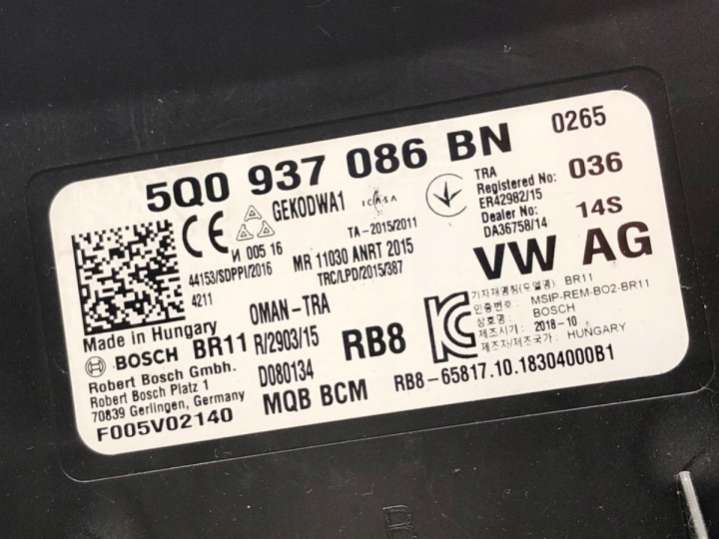 5Q0 937 086 BN
0265
036
14S
CE
GEK0DWA1
ICASA
TA-2015/2011
TRA
Registered No:
ER42982/15
Dealer No:
DA36758/14
И 005 16
44153/SDPPI/2016
4211
MR 11030 ANRT 2015
TRC/LPD/2015/387
VW AG
Made in Hungary
BOSCH BR11
Robert Bosch Gmbh.
Robert Bosch Platz 1
70839 Gerlingen, Germany
F005V02140
OMAN-TRA
R/2903/15
D080134
RB8
MQB BCM
기자재명칭(모델명) BR11
인증번호: MSIP-REM-BO2-BR11
상호명: BOSCH
제조시기: 2018-10
제조자/제조국가: HUNGARY
RB8-65817.10.18304000B1